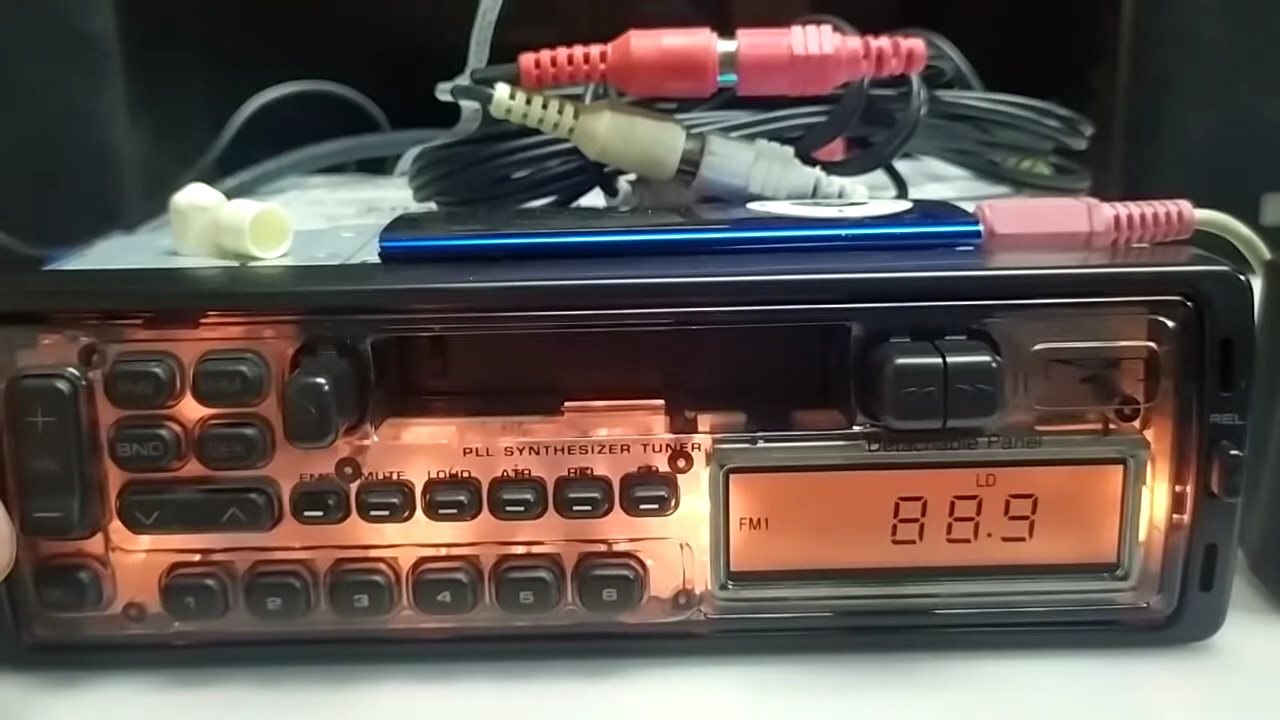 REL
Detachable Panel
PLL SYNTHESIZER TUNER
BND
MUTE
LOUD
LD
FM1
88.9
1
2
3
4
5
6